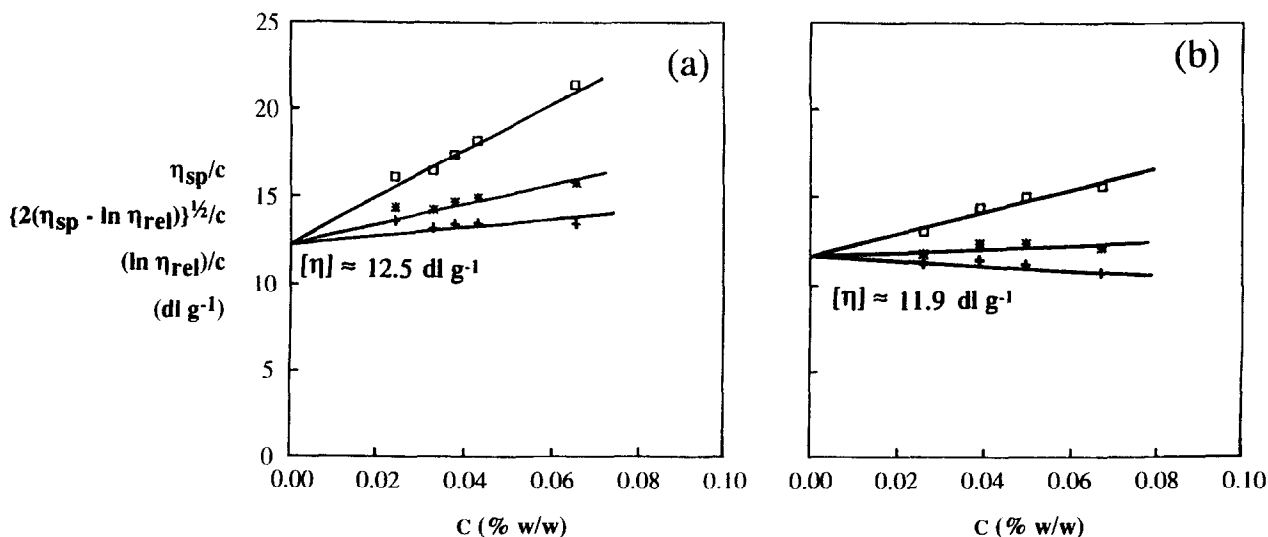 25
20
15
10
5
0
η_sp/c
{2(η_sp - ln η_rel)}^½/c
(ln η_rel)/c
(dl g⁻¹)
(a)
[η] ≈ 12.5 dl g⁻¹
0.00 0.02 0.04 0.06 0.08 0.10
C (% w/w)
(b)
[η] ≈ 11.9 dl g⁻¹
0.00 0.02 0.04 0.06 0.08 0.10
C (% w/w)